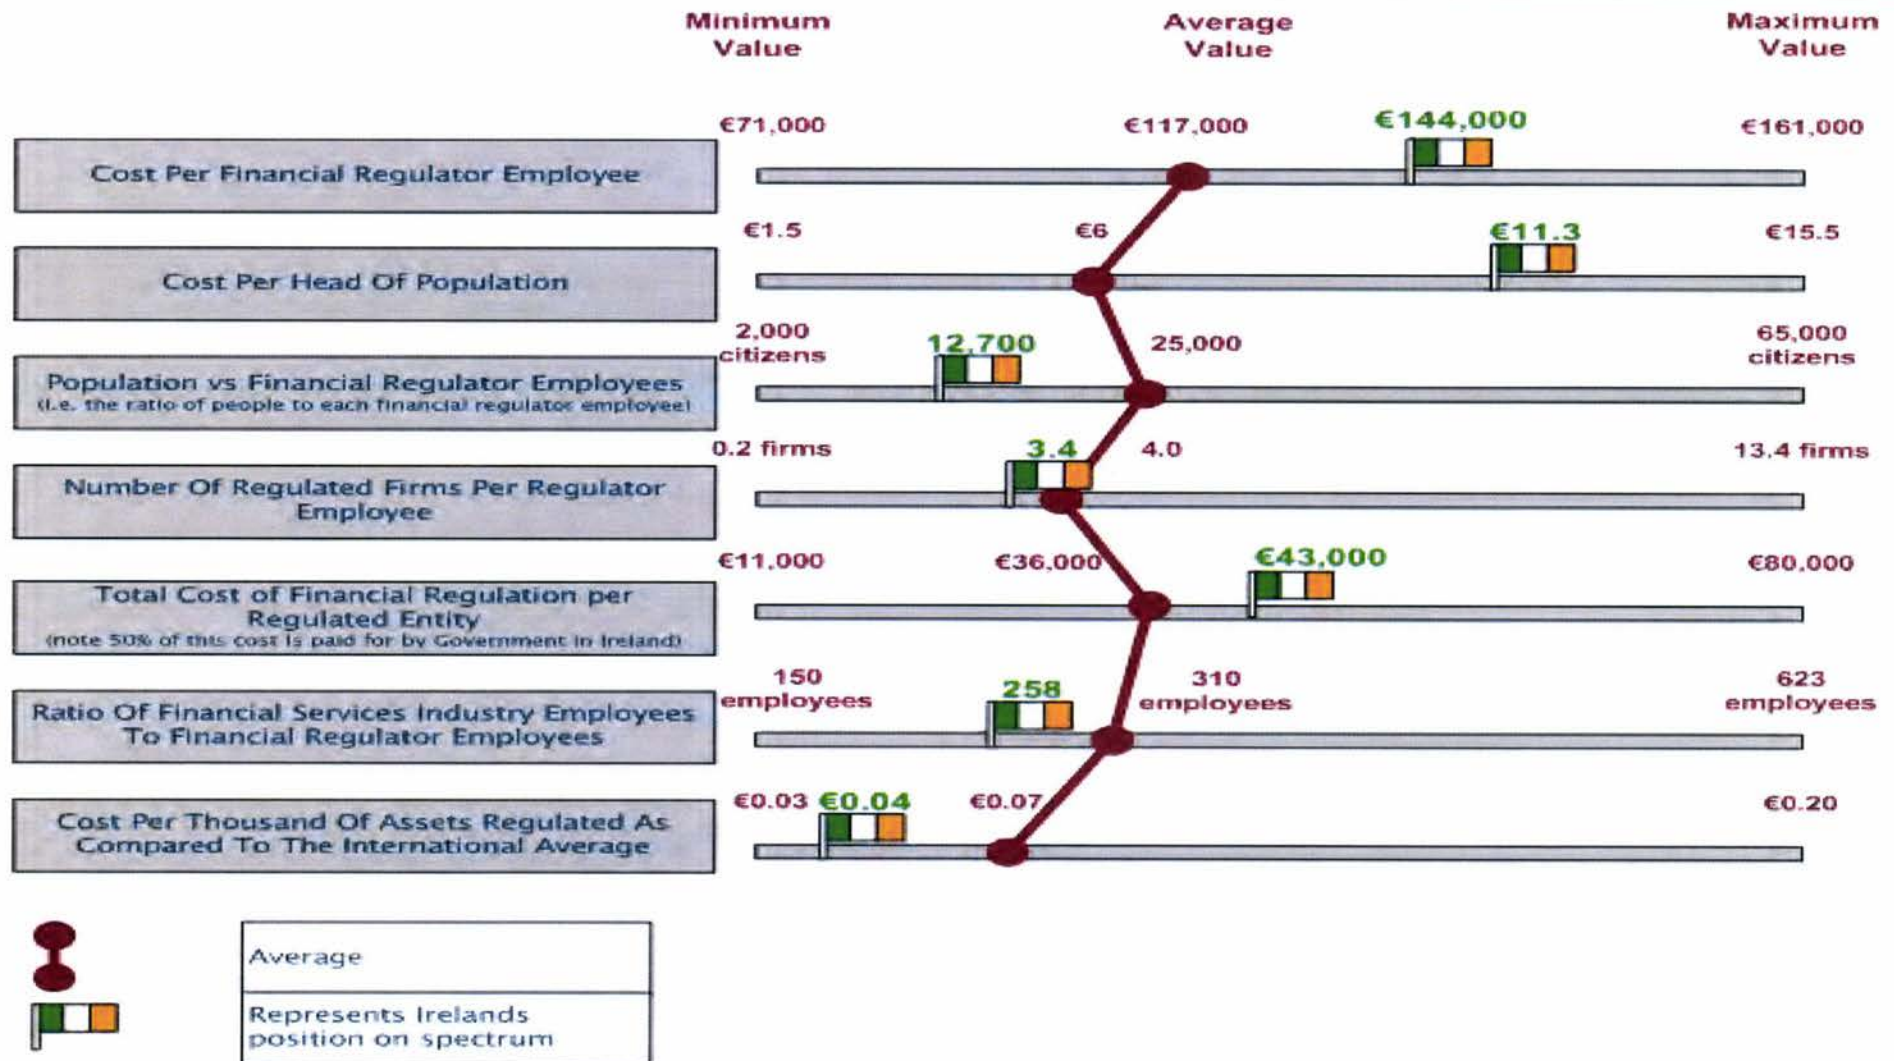 Minimum Value
Average Value
Maximum Value
€71,000
€117,000
€144,000
€161,000
Cost Per Financial Regulator Employee
€1.5
€6
€11.3
€15.5
Cost Per Head Of Population
2,000 citizens
12,700
25,000
65,000 citizens
Population vs Financial Regulator Employees
(i.e. the ratio of people to each financial regulator employee)
0.2 firms
3.4
4.0
13.4 firms
Number Of Regulated Firms Per Regulator
Employee
€11,000
€36,000
€43,000
€80,000
Total Cost of Financial Regulation per
Regulated Entity
(note 50% of this cost is paid for by Government in Ireland)
150 employees
258
310 employees
623 employees
Ratio Of Financial Services Industry Employees
To Financial Regulator Employees
€0.03
€0.04
€0.07
€0.20
Cost Per Thousand Of Assets Regulated As
Compared To The International Average
Average
Represents Irelands
position on spectrum